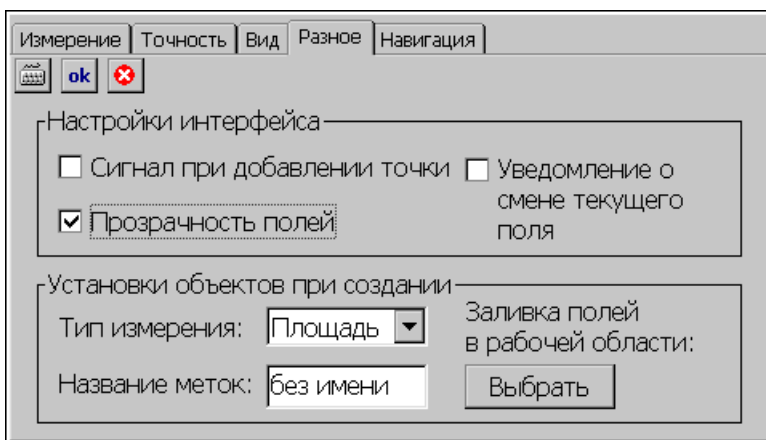 Измерение Точность Вид Разное Навигация
ok
Настройки интерфейса
Сигнал при добавлении точки
Уведомление о
смене текущего
поля
Прозрачность полей
Установки объектов при создании
Тип измерения: Площадь
Заливка полей
в рабочей области:
Название меток: без имени
Выбрать